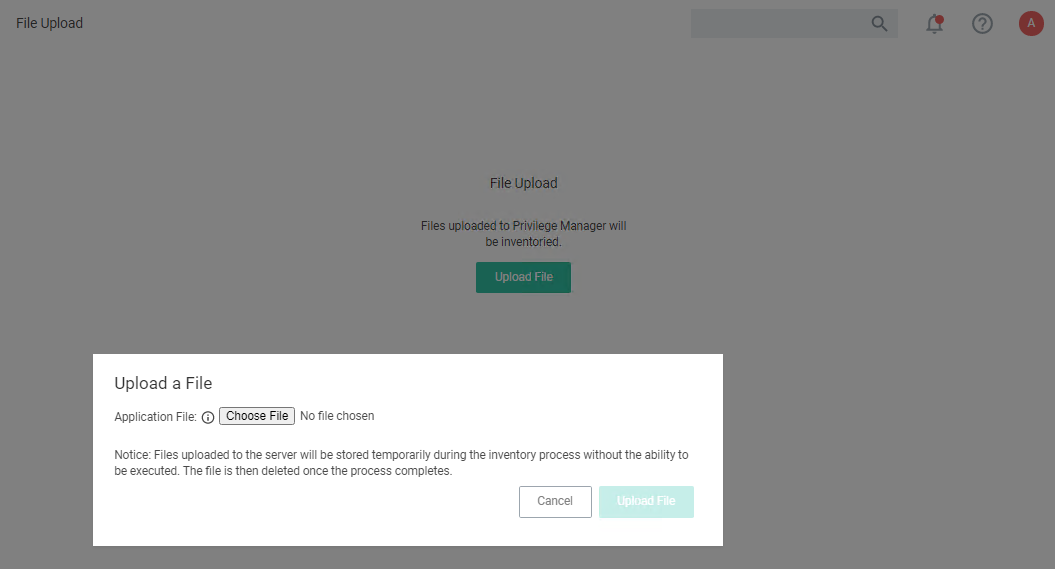 File Upload
A
File Upload
Files uploaded to Privilege Manager will
be inventoried.
Upload File
Upload a File
Application File: Choose File No file chosen
Notice: Files uploaded to the server will be stored temporarily during the inventory process without the ability to
be executed. The file is then deleted once the process completes.
Cancel Upload File